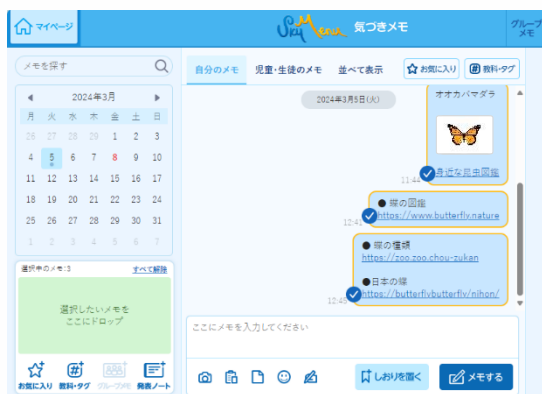 マイページ
SkyMenu 気づきメモ
グループメモ
メモを探す
自分のメモ 児童・生徒のメモ 並べて表示 お気に入り 教科・タグ
2024年3月
月 火 水 木 金 土 日
26 27 28 29 1 2 3
4 5 6 7 8 9 10
11 12 13 14 15 16 17
18 19 20 21 22 23 24
25 26 27 28 29 30 31
1 2 3 4 5 6 7
選択中のメモ:3 すべて解除
選択したいメモを
ここにドロップ
お気に入り 教科・タグ グループメモ 発表ノート
2024年3月5日(火)
オオカバマダラ
11:44 身近な昆虫図鑑
● 蝶の図鑑
12:41 https://www.butterfly.nature
● 蝶の種類
https://zoo.zoo.chou-zukan
●日本の蝶
12:45 https://butterflybutterfly/nihon/
ここにメモを入力してください
しおりを置く メモする